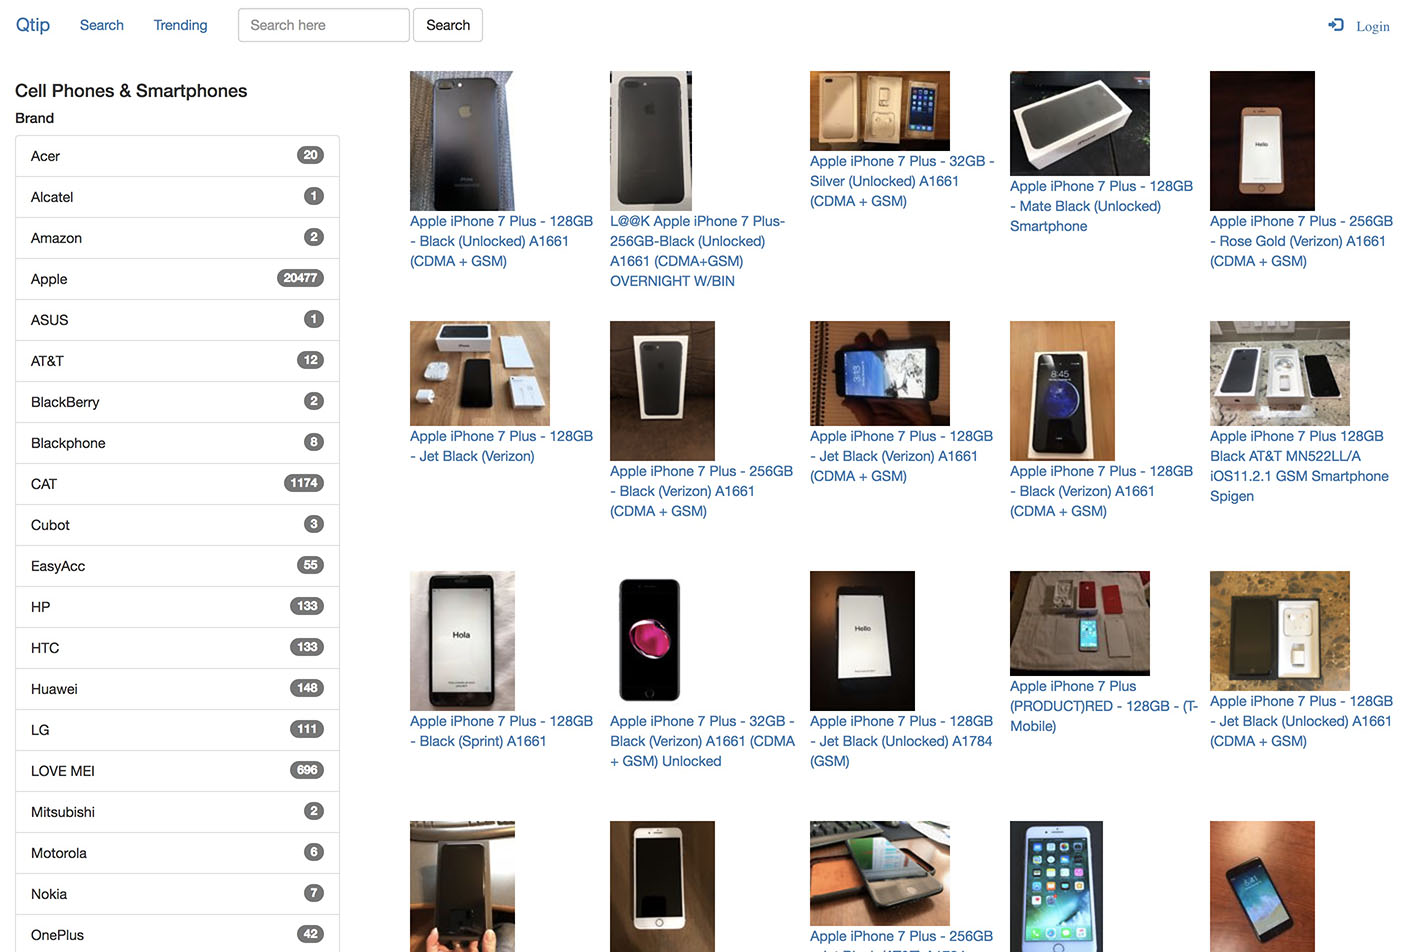 Qtip
Search
Trending
Search here
Search
Login
Cell Phones & Smartphones
Brand
Acer 20
Alcatel 1
Amazon 2
Apple 20477
ASUS 1
AT&T 12
BlackBerry 2
Blackphone 8
CAT 1174
Cubot 3
EasyAcc 55
HP 133
HTC 133
Huawei 148
LG 111
LOVE MEI 696
Mitsubishi 2
Motorola 6
Nokia 7
OnePlus 42
Apple iPhone 7 Plus - 128GB
- Black (Unlocked) A1661
(CDMA + GSM)
L@@K Apple iPhone 7 Plus-
256GB-Black (Unlocked)
A1661 (CDMA+GSM)
OVERNIGHT W/BIN
Apple iPhone 7 Plus - 32GB -
Silver (Unlocked) A1661
(CDMA + GSM)
Apple iPhone 7 Plus - 128GB
- Mate Black (Unlocked)
Smartphone
Hello
Apple iPhone 7 Plus - 256GB
- Rose Gold (Verizon) A1661
(CDMA + GSM)
Apple iPhone 7 Plus - 128GB
- Jet Black (Verizon)
Apple iPhone 7 Plus - 256GB
- Black (Verizon) A1661
(CDMA + GSM)
3:13
Apple iPhone 7 Plus - 128GB
- Jet Black (Verizon) A1661
(CDMA + GSM)
8:45
Apple iPhone 7 Plus - 128GB
- Black (Verizon) A1661
(CDMA + GSM)
Apple iPhone 7 Plus 128GB
Black AT&T MN522LL/A
iOS11.2.1 GSM Smartphone
Spigen
Hola
Apple iPhone 7 Plus - 128GB
- Black (Sprint) A1661
Apple iPhone 7 Plus - 32GB -
Black (Verizon) A1661 (CDMA
+ GSM) Unlocked
Hello
Apple iPhone 7 Plus - 128GB
- Jet Black (Unlocked) A1784
(GSM)
Apple iPhone 7 Plus
(PRODUCT)RED - 128GB - (T-
Mobile)
Apple iPhone 7 Plus - 128GB
- Jet Black (Unlocked) A1661
(CDMA + GSM)
Apple iPhone 7 Plus - 256GB